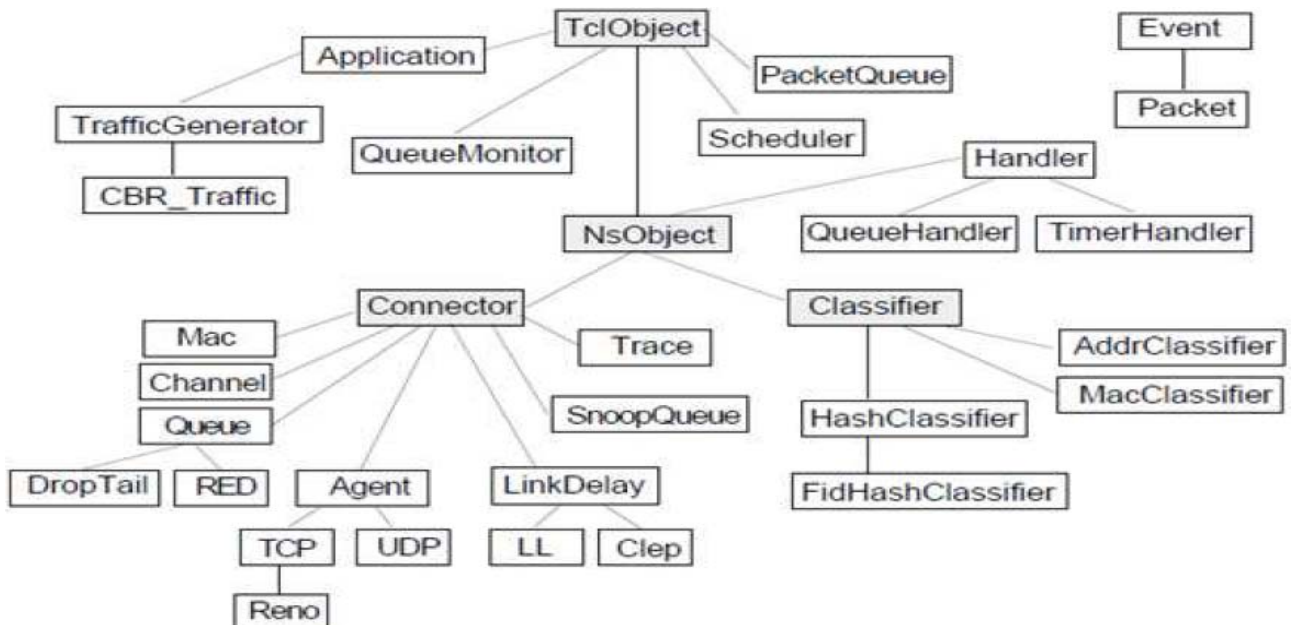 TclObject
Event
Application
PacketQueue
Packet
TrafficGenerator
QueueMonitor
Scheduler
Handler
CBR_Traffic
NsObject
QueueHandler
TimerHandler
Connector
Classifier
Mac
Trace
AddrClassifier
Channel
MacClassifier
Queue
SnoopQueue
HashClassifier
DropTail
RED
Agent
LinkDelay
FidHashClassifier
TCP
UDP
LL
Clep
Reno